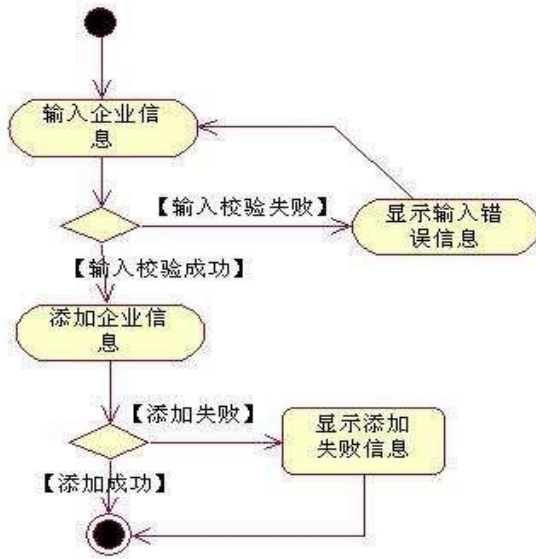 输入企业信
息
【输入校验失败】
显示输入错
误信息
【输入校验成功】
添加企业信
息
【添加失败】
显示添加
失败信息
【添加成功】